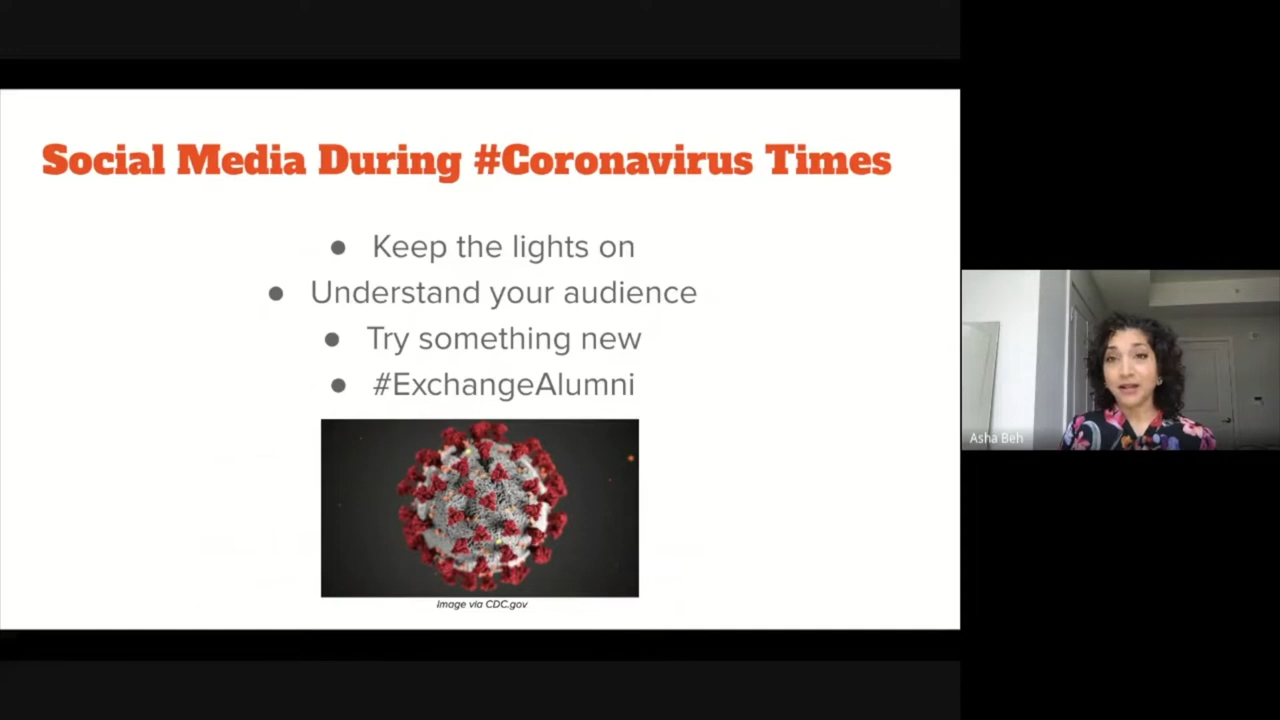 Social Media During #Coronavirus Times
● Keep the lights on
● Understand your audience
● Try something new
● #ExchangeAlumni
Image via CDC.gov
Asha Beh